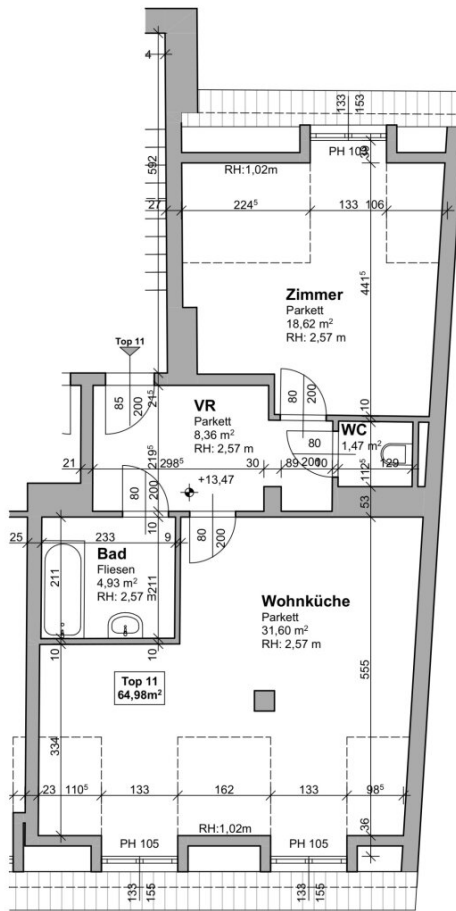 4
133
153
PH 103
20
RH:1,02m
592
27
224⁵
133
106
Zimmer
Parkett
18,62 m²
RH: 2,57 m
441⁵
Top 11
85
200
24⁵
VR
Parkett
8,36 m²
RH: 2,57 m
80
200
10
WC
1,47 m²
80
200
21
219⁵
298⁵
30
89
10
129
112⁵
+13,47
80
200
53
25
233
10
9
80
200
Bad
Fliesen
4,93 m²
RH: 2,57 m
211
211
Wohnküche
Parkett
31,60 m²
RH: 2,57 m
10
10
Top 11
64,98m²
555
334
23
110⁵
133
162
133
98⁵
RH:1,02m
36
PH 105
PH 105
133
155
133
155